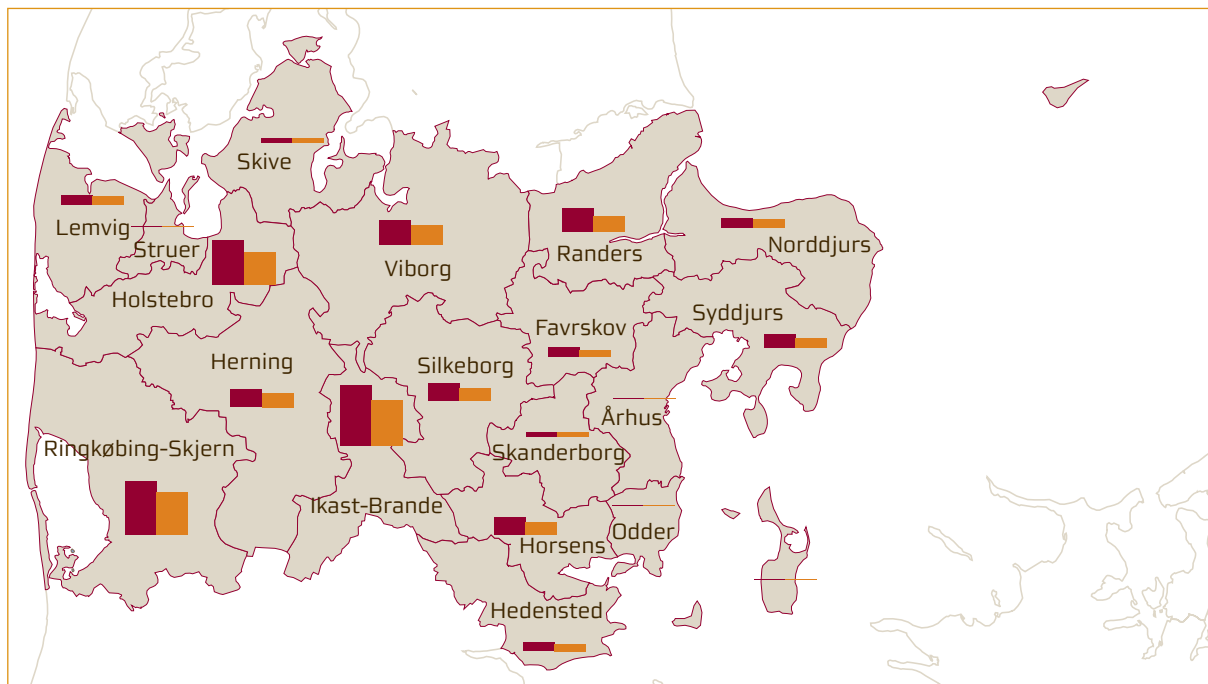 Skive
Lemvig
Struer
Holstebro
Viborg
Randers
Norddjurs
Syddjurs
Favrskov
Herning
Silkeborg
Århus
Ringkøbing-Skjern
Skanderborg
Ikast-Brande
Horsens
Odder
Hedensted